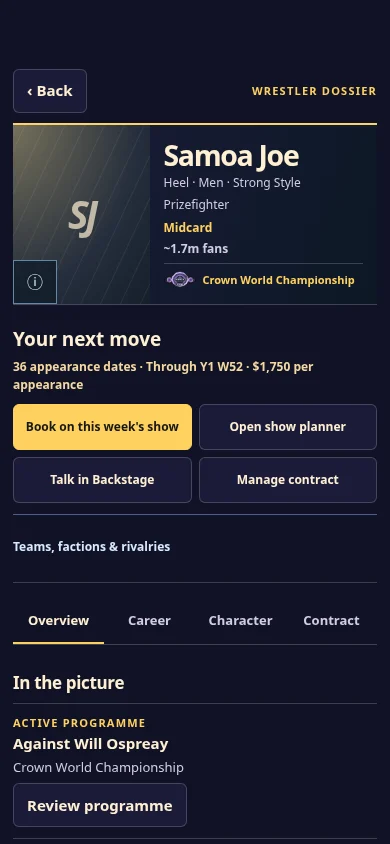 ‹ Back
WRESTLER DOSSIER
SJ
Samoa Joe
Heel · Men · Strong Style
Prizefighter
Midcard
~1.7m fans
Crown World Championship
Your next move
36 appearance dates · Through Y1 W52 · $1,750 per
appearance
Book on this week's show
Open show planner
Talk in Backstage
Manage contract
Teams, factions & rivalries
Overview
Career
Character
Contract
In the picture
ACTIVE PROGRAMME
Against Will Ospreay
Crown World Championship
Review programme